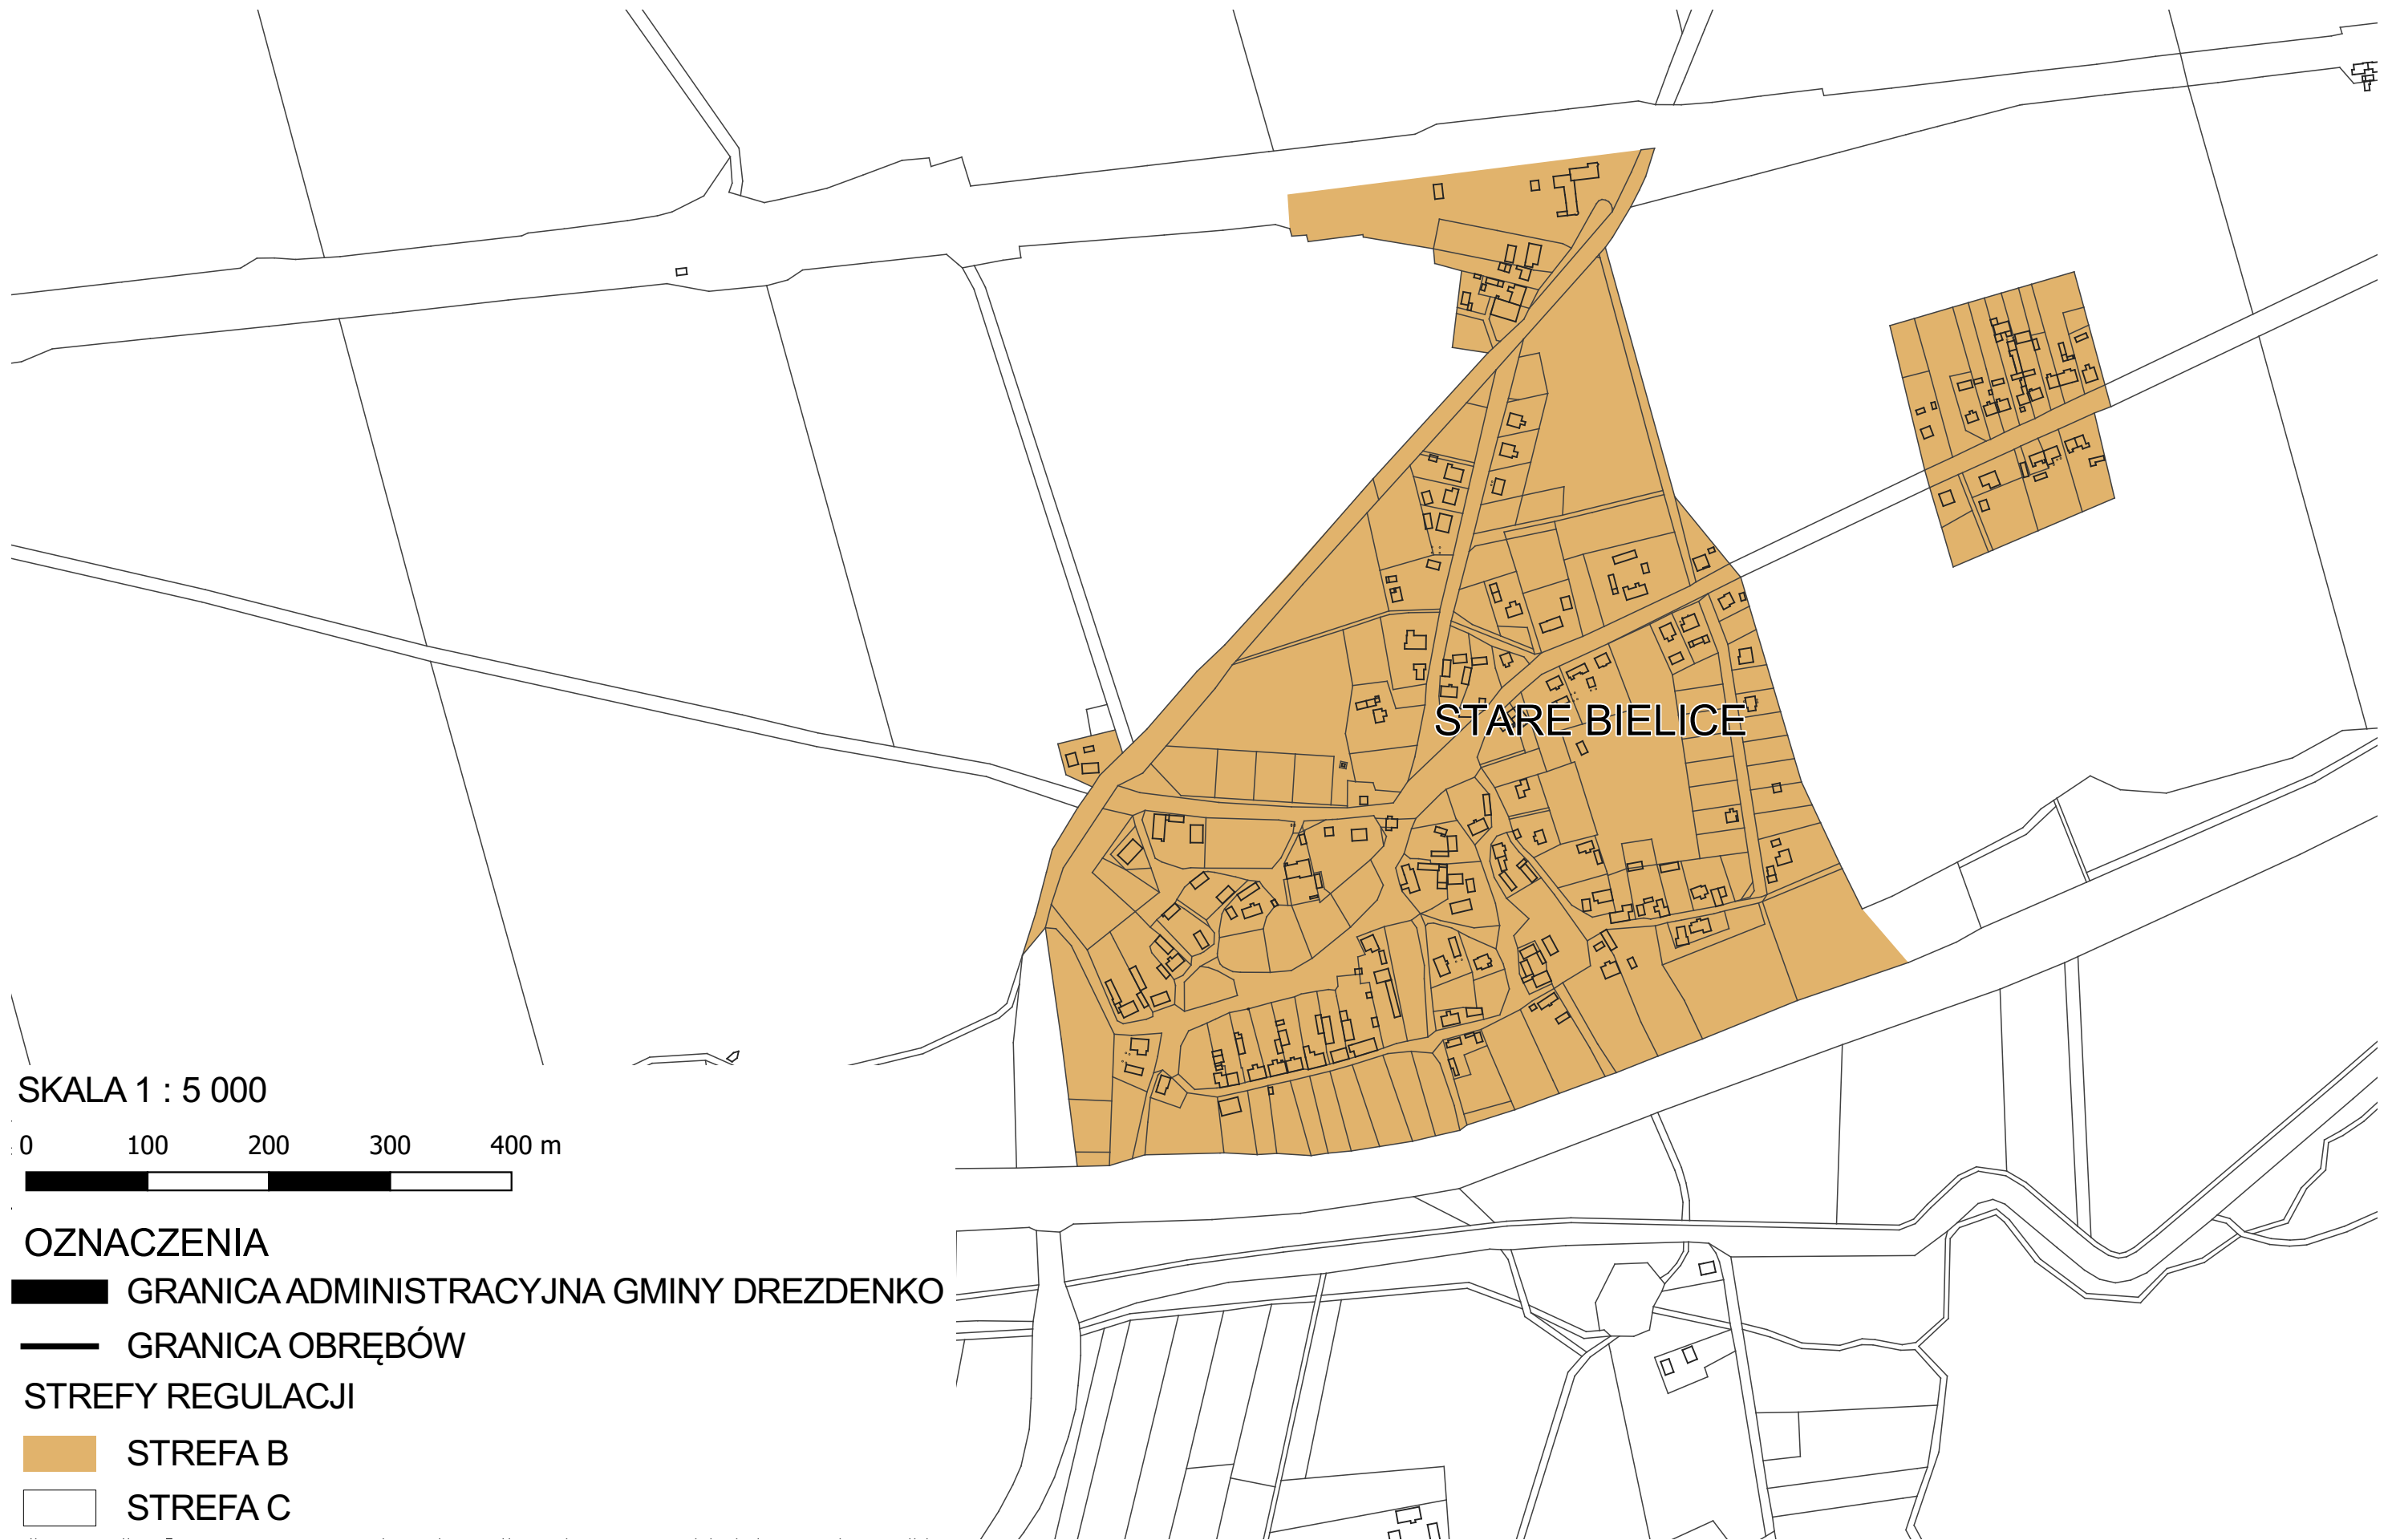 STARE BIELICE
SKALA 1 : 5 000
0 100 200 300 400 m
OZNACZENIA
GRANICA ADMINISTRACYJNA GMINY DREZDENKO
GRANICA OBRĘBÓW
STREFY REGULACJI
STREFA B
STREFA C